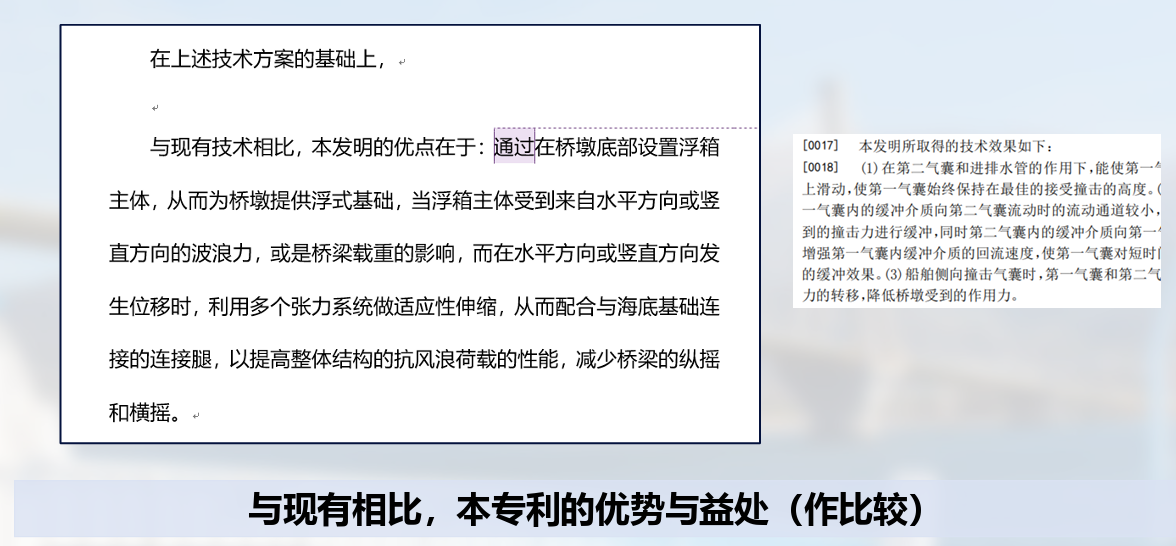 在上述技术方案的基础上，
与现有技术相比，本发明的优点在于：通过在桥墩底部设置浮箱
主体，从而为桥墩提供浮式基础，当浮箱主体受到来自水平方向或竖
直方向的波浪力，或是桥梁载重的影响，而在水平方向或竖直方向发
生位移时，利用多个张力系统做适应性伸缩，从而配合与海底基础连
接的连接腿，以提高整体结构的抗风浪荷载的性能，减少桥梁的纵摇
和横摇。
[0017] 本发明所取得的技术效果如下：
[0018] (1)在第二气囊和进排水管的作用下,能使第一
上滑动,使第一气囊始终保持在最佳的接受撞击的高度。
一气囊内的缓冲介质向第二气囊流动时的流动通道较小,
到的撞击力进行缓冲,同时第二气囊内的缓冲介质向第一
增强第一气囊内缓冲介质的回流速度,使第一气囊对短时
的缓冲效果。(3)船舶侧向撞击气囊时,第一气囊和第二气
力的转移,降低桥墩受到的作用力。
与现有相比，本专利的优势与益处（作比较）